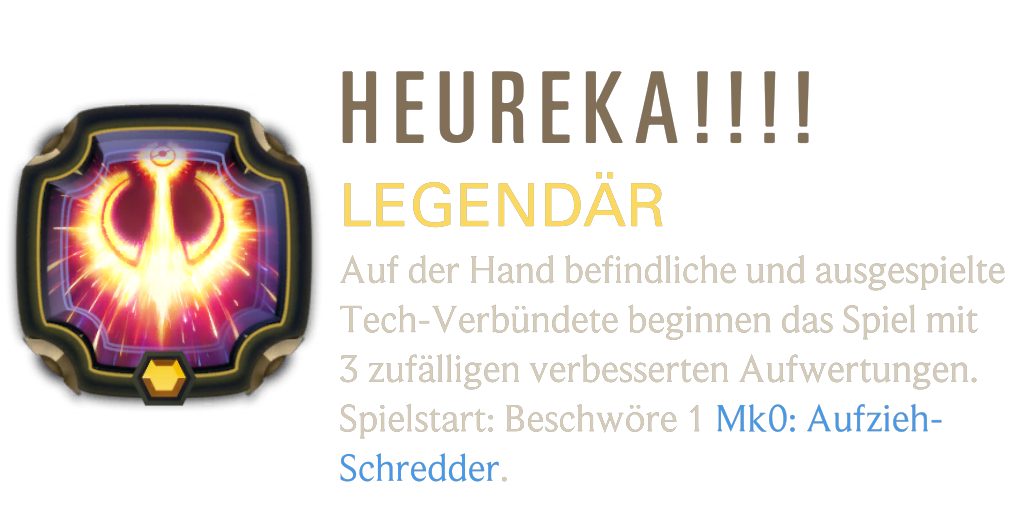 HEUREKA!!!!
LEGENDÄR
Auf der Hand befindliche und ausgespielte
Tech-Verbündete beginnen das Spiel mit
3 zufälligen verbesserten Aufwertungen.
Spielstart: Beschwöre 1 Mk0: Aufzieh-
Schredder.